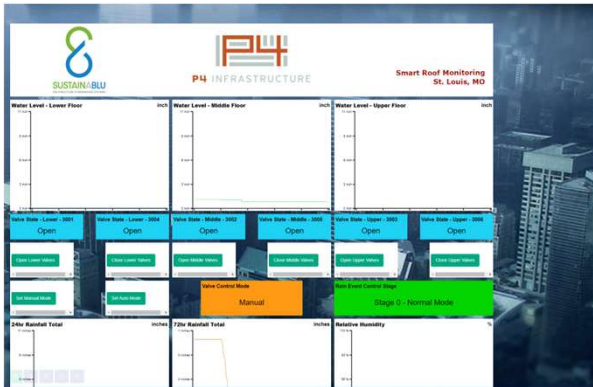 SUSTAINABLU
P4 INFRASTRUCTURE
Smart Roof Monitoring
St. Louis, MO
Water Level - Lower Floor inch
Water Level - Middle Floor inch
Water Level - Upper Floor inch
Valve State - Lower - 3001
Open
Valve State - Lower - 3004
Open
Valve State - Middle - 3002
Open
Valve State - Middle - 3005
Open
Valve State - Upper - 3003
Open
Valve State - Upper - 3006
Open
Open Lower Valves
Close Lower Valves
Open Middle Valves
Close Middle Valves
Open Upper Valves
Close Upper Valves
Set Manual Mode
Set Auto Mode
Valve Control Mode
Manual
Rain Event Control Stage
Stage 0 - Normal Mode
24hr Rainfall Total inches
72hr Rainfall Total inches
Relative Humidity %